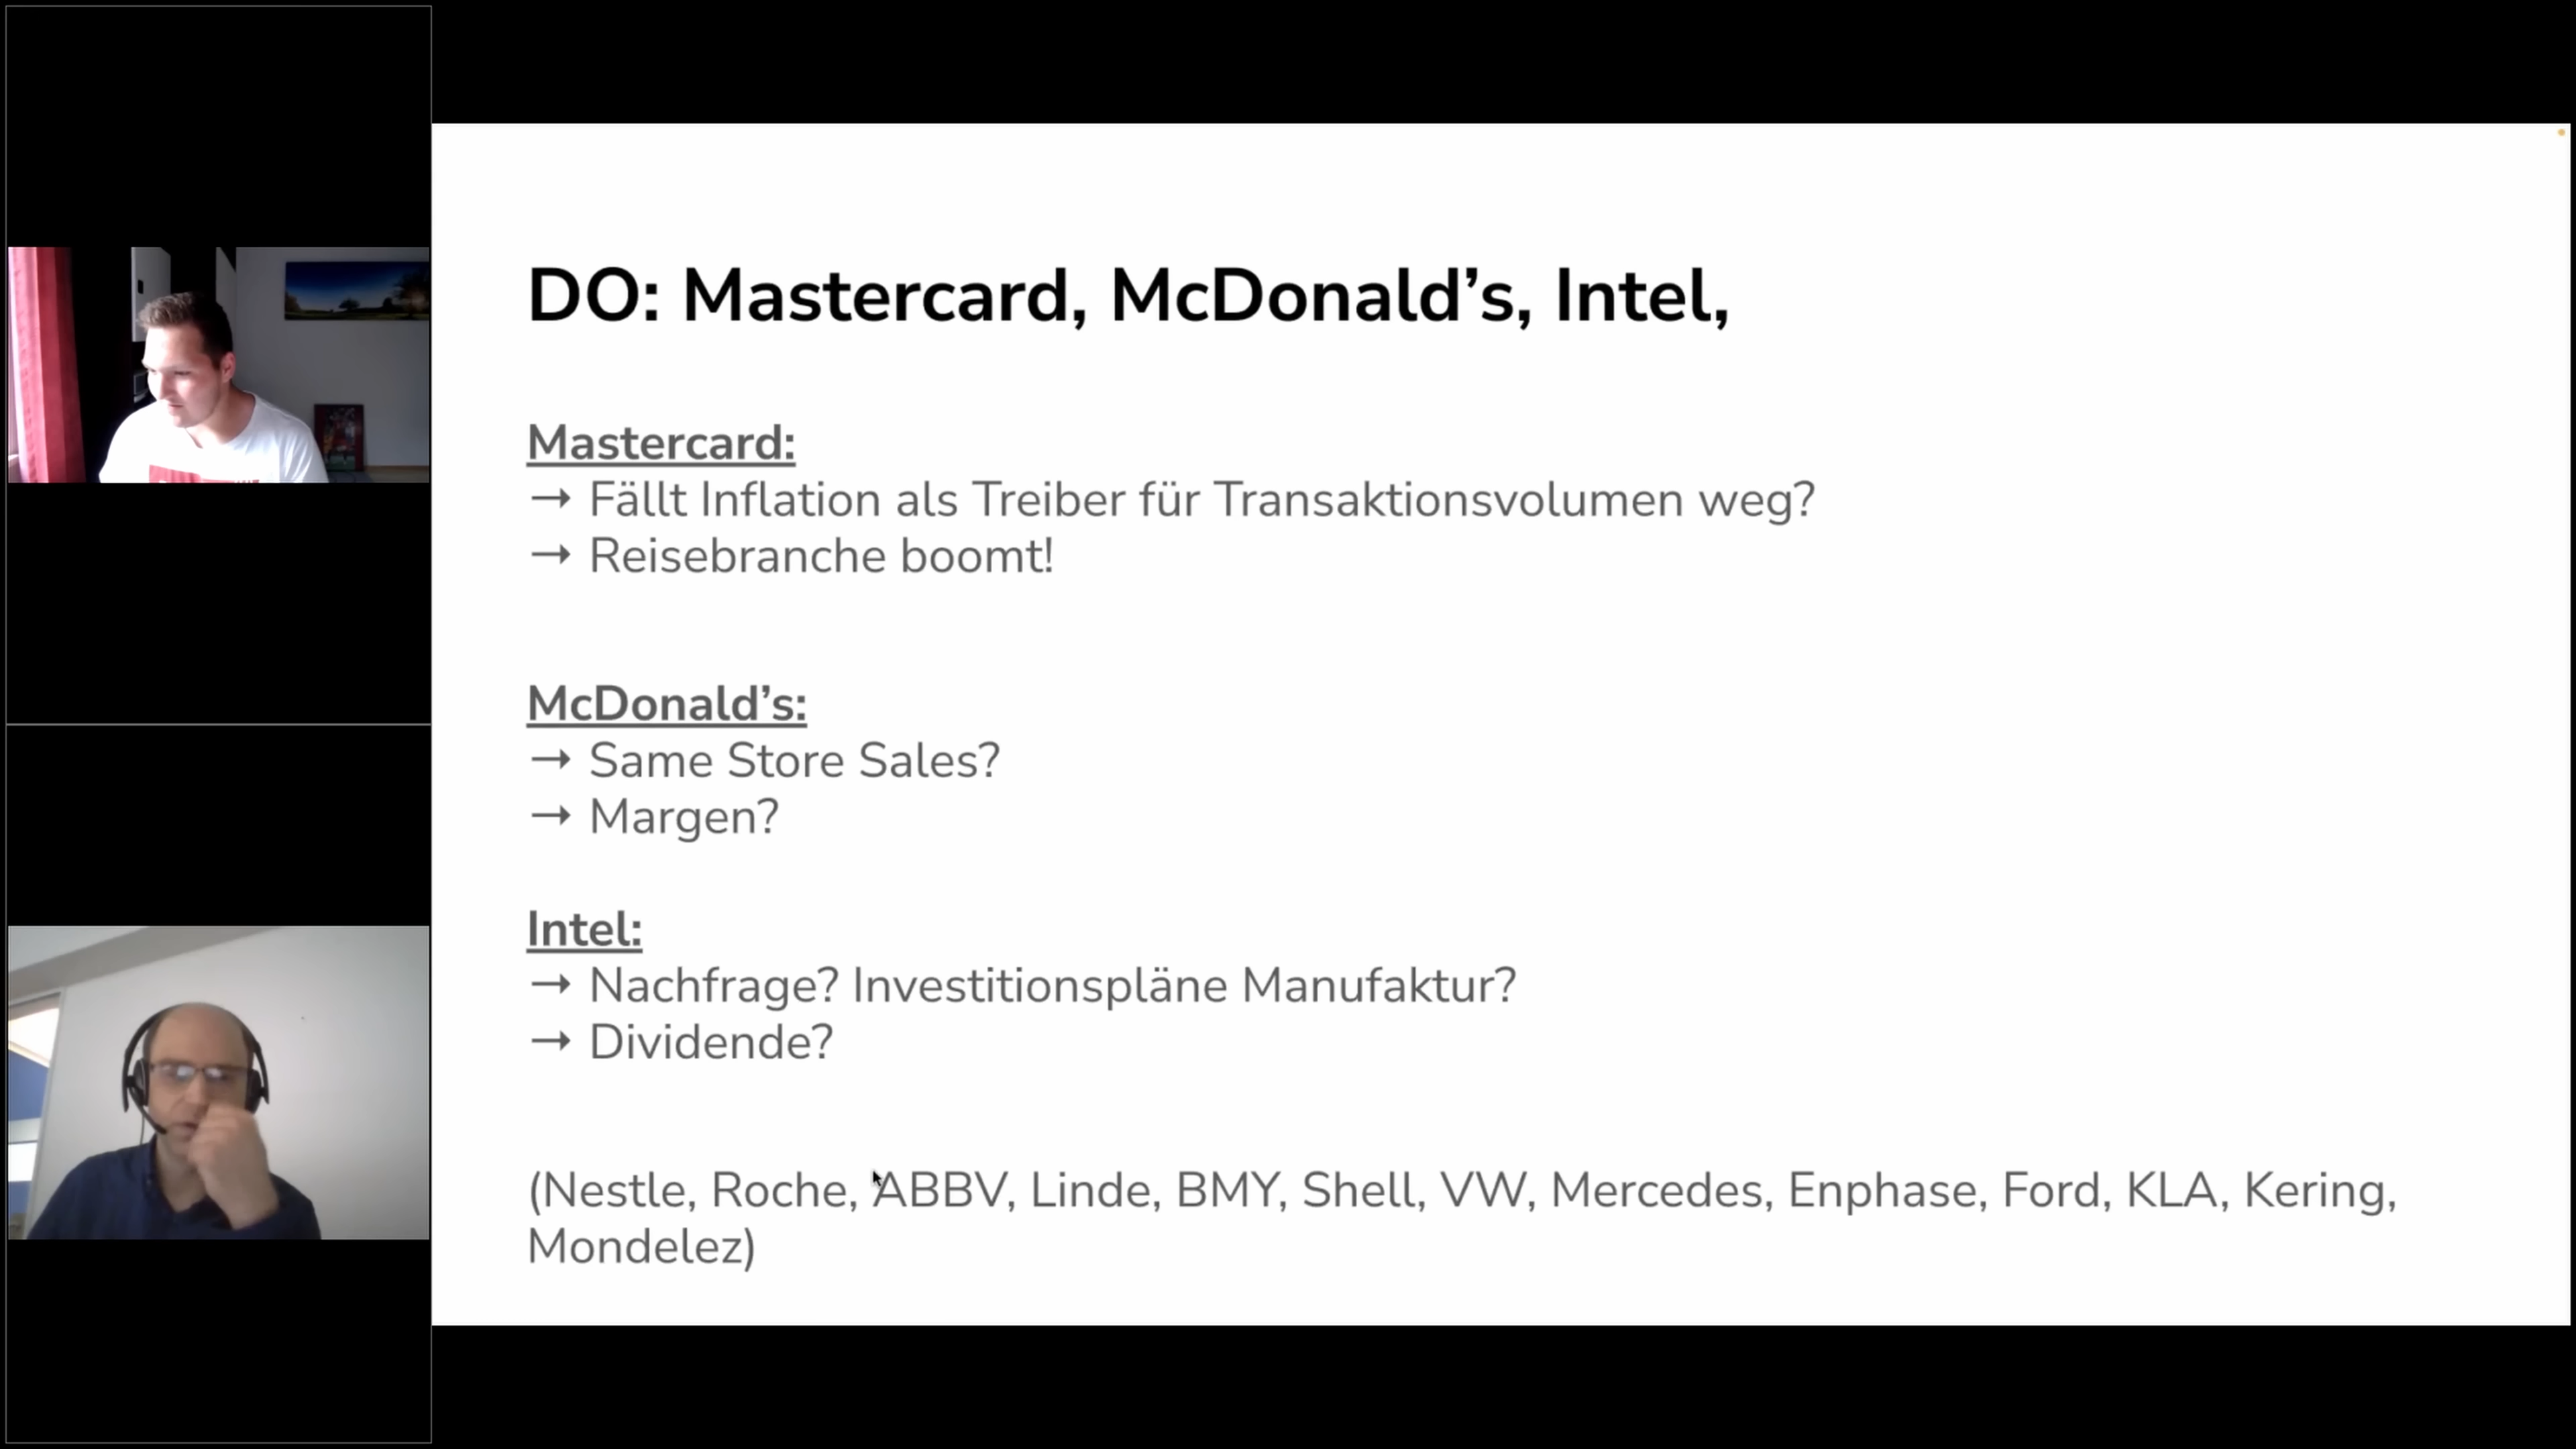 DO: Mastercard, McDonald’s, Intel,
Mastercard:
→ Fällt Inflation als Treiber für Transaktionsvolumen weg?
→ Reisebranche boomt!
McDonald’s:
→ Same Store Sales?
→ Margen?
Intel:
→ Nachfrage? Investitionspläne Manufaktur?
→ Dividende?
(Nestle, Roche, ABBV, Linde, BMY, Shell, VW, Mercedes, Enphase, Ford, KLA, Kering,
Mondelez)